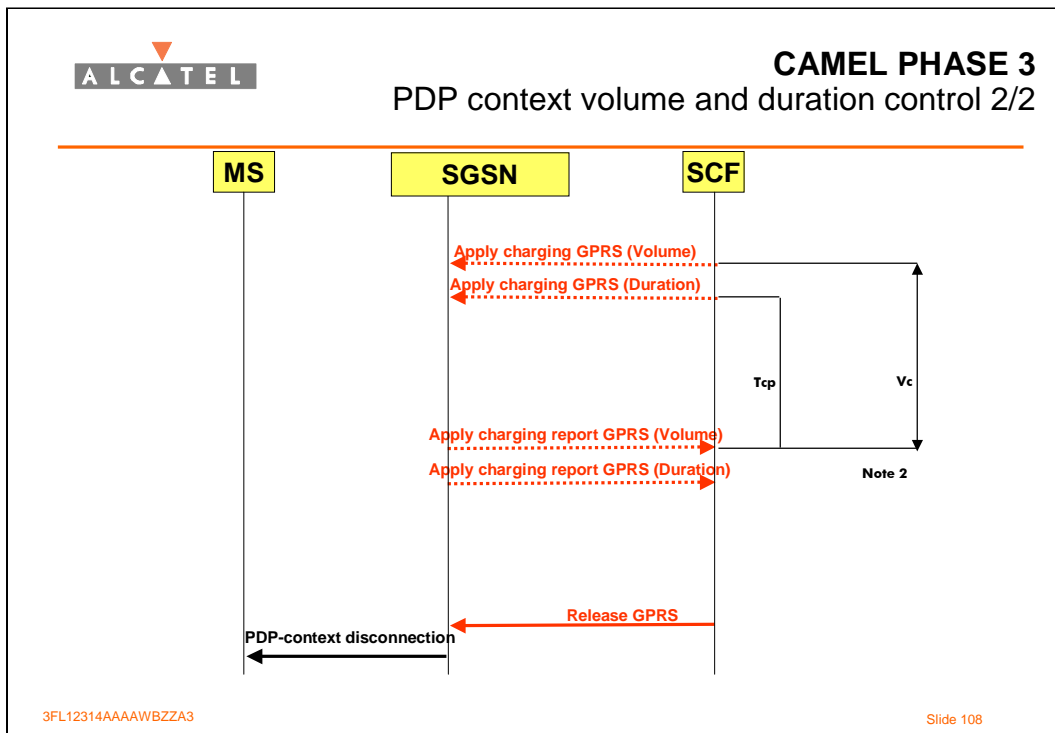 ALCATEL
CAMEL PHASE 3
PDP context volume and duration control 2/2
MS
SGSN
SCF
Apply charging GPRS (Volume)
Apply charging GPRS (Duration)
Tcp
Vc
Apply charging report GPRS (Volume)
Apply charging report GPRS (Duration)
Note 2
Release GPRS
PDP-context disconnection
3FL12314AAAAWBZZA3
Slide 108